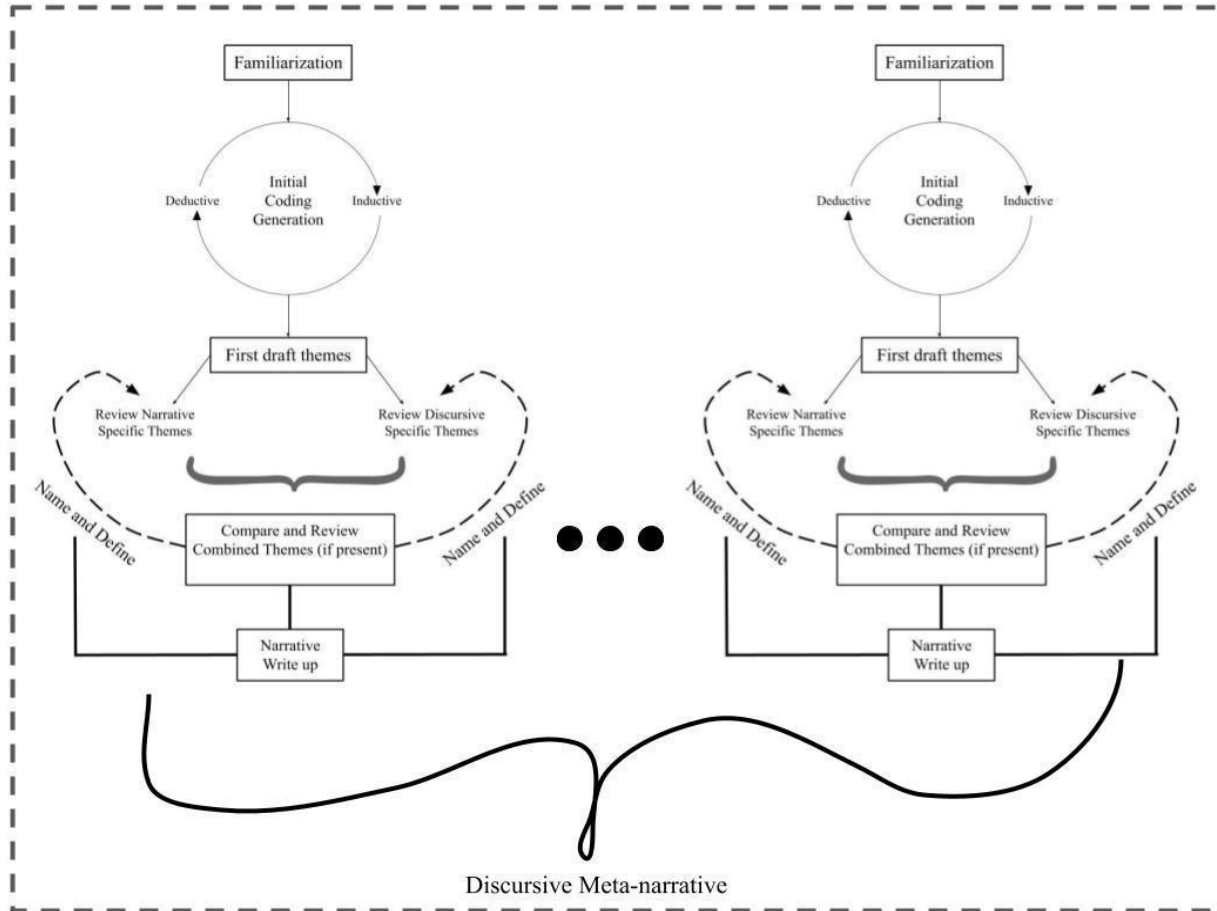 Familiarization
Deductive
Initial
Coding
Generation
Inductive
First draft themes
Review Narrative
Specific Themes
Review Discursive
Specific Themes
Name and Define
Compare and Review
Combined Themes (if present)
Name and Define
Narrative
Write up
Familiarization
Deductive
Initial
Coding
Generation
Inductive
First draft themes
Review Narrative
Specific Themes
Review Discursive
Specific Themes
Name and Define
Compare and Review
Combined Themes (if present)
Name and Define
Narrative
Write up
Discursive Meta-narrative